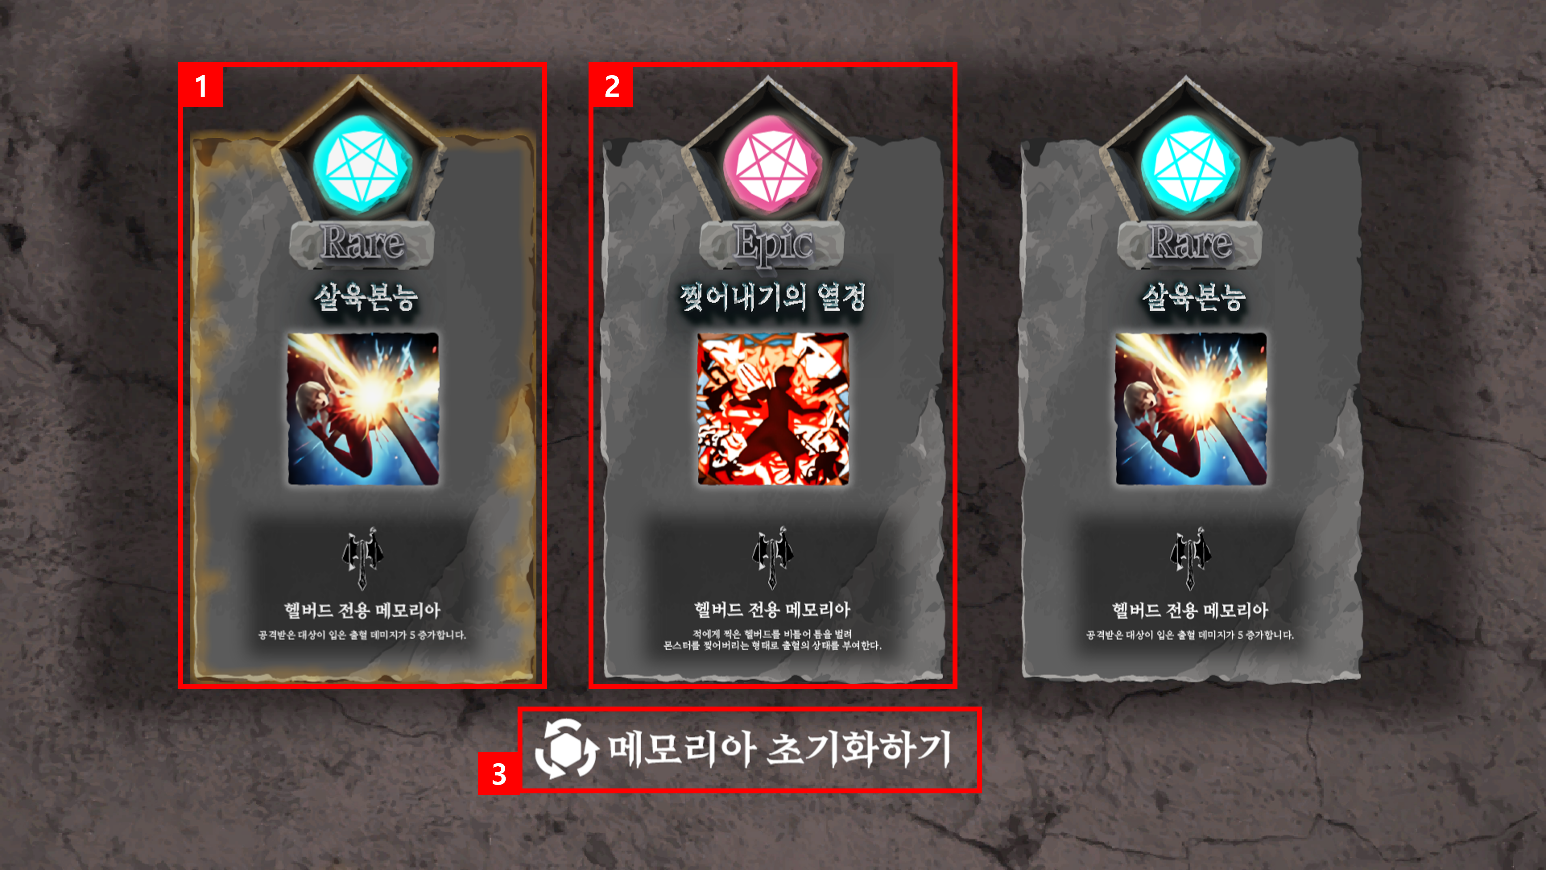 1
Rare
살육본능
헬버드 전용 메모리아
공격받은 대상이 입은 출혈 데미지가 5 증가합니다.
2
Epic
찢어내기의 열정
헬버드 전용 메모리아
적에게 찍은 헬버드를 비틀어 틈을 벌려
몬스터를 찢어버리는 형태로 출혈의 상태를 부여한다.
Rare
살육본능
헬버드 전용 메모리아
공격받은 대상이 입은 출혈 데미지가 5 증가합니다.
3
메모리아 초기화하기